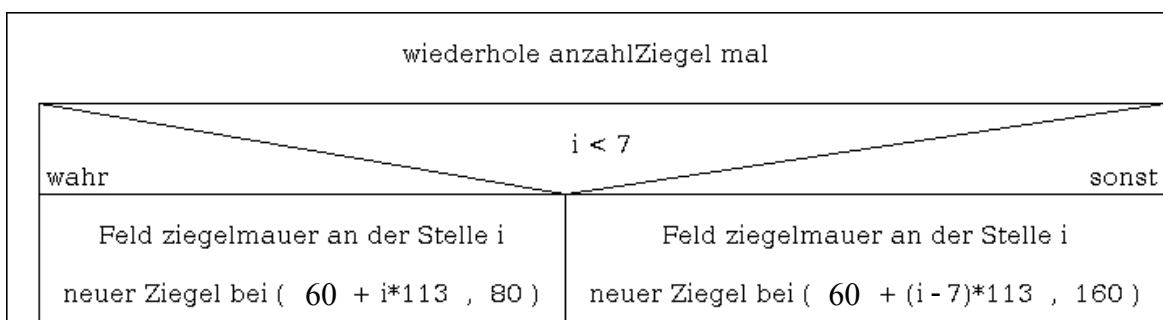 wiederhole anzahlZiegel mal
i < 7
wahr
sonst
Feld ziegelmauer an der Stelle i
neuer Ziegel bei ( 60 + i*113 , 80 )
Feld ziegelmauer an der Stelle i
neuer Ziegel bei ( 60 + (i - 7)*113 , 160 )